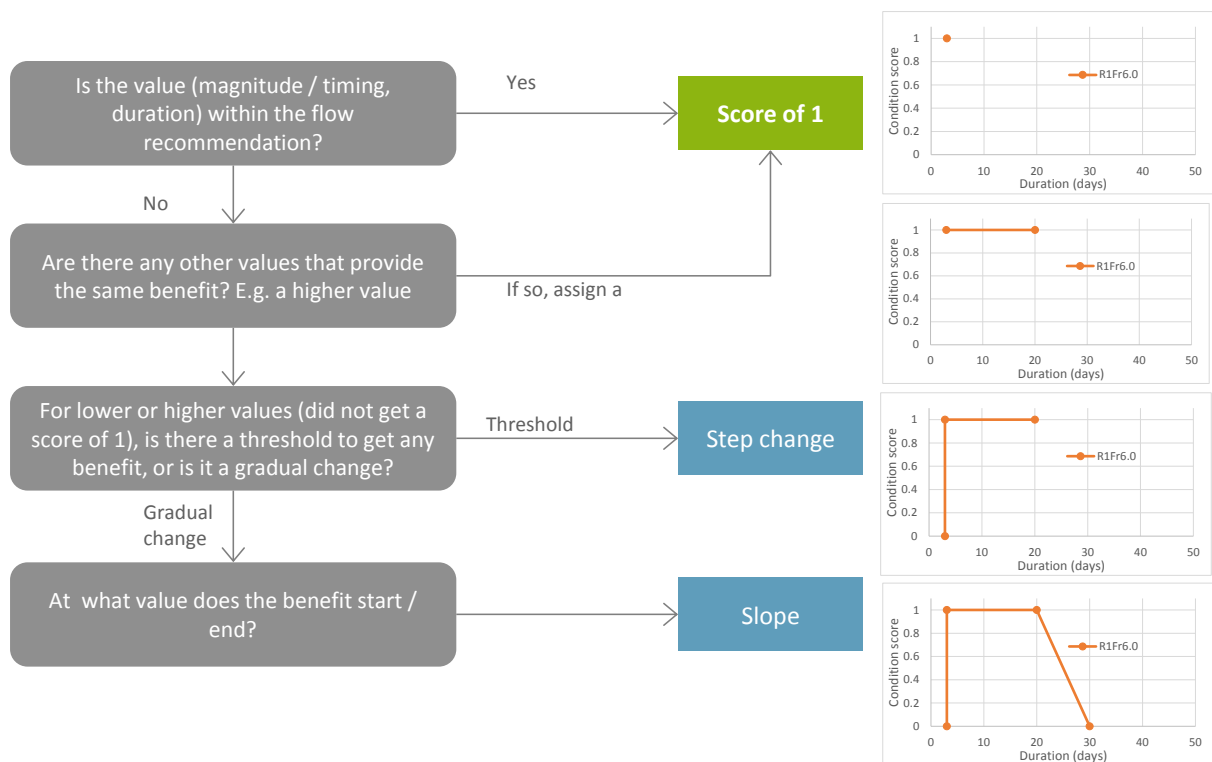 Is the value (magnitude / timing,
duration) within the flow
recommendation?
Yes
Score of 1
No
Are there any other values that provide
the same benefit? E.g. a higher value
If so, assign a
For lower or higher values (did not get a
score of 1), is there a threshold to get any
benefit, or is it a gradual change?
Threshold
Step change
Gradual
change
At what value does the benefit start /
end?
Slope
Condition score
1
0.8
0.6
0.4
0.2
0
0 10 20 30 40 50
Duration (days)
R1Fr6.0
Condition score
1
0.8
0.6
0.4
0.2
0
0 10 20 30 40 50
Duration (days)
R1Fr6.0
Condition score
1
0.8
0.6
0.4
0.2
0
0 10 20 30 40 50
Duration (days)
R1Fr6.0
Condition score
1
0.8
0.6
0.4
0.2
0
0 10 20 30 40 50
Duration (days)
R1Fr6.0